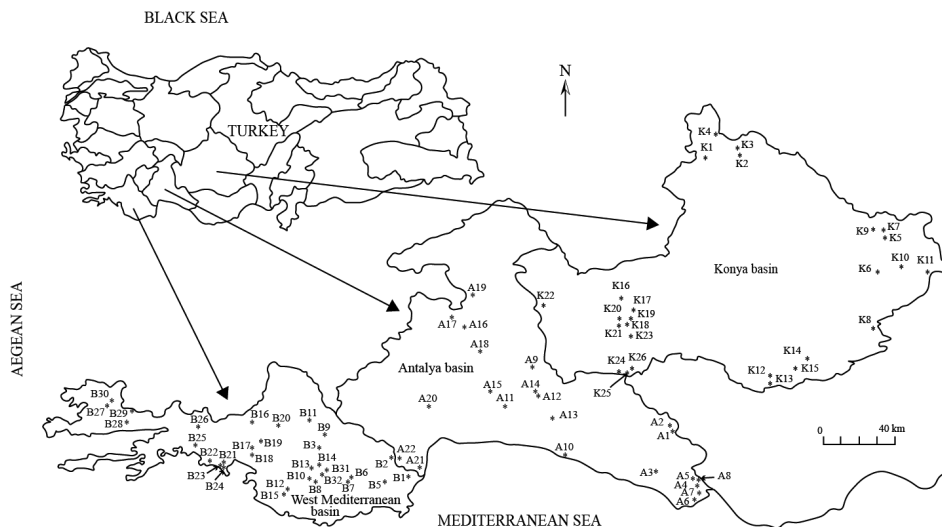 BLACK SEA
N
TURKEY
K4
K3
K1
K2
K9
K7
K5
K10
K11
K6
Konya basin
A19
K16
K22
K17
K20
K19
A17
A16
K18
K21
K23
K8
A18
AEGEAN SEA
K14
A9
K24
K26
Antalya basin
K12
K15
K13
K25
A15
A14
A12
B30
B27
B29
A20
A11
B28
B16
B20
B11
A13
A2
B26
A1
B9
B25
B17
B19
B3
A10
0
40 km
B22
B21
B18
B14
B2
A22
B13
B31
A21
B23
B10
B6
A3
A5
A8
B24
B32
B1
A4
B12
B8
B7
B5
A7
B15
A6
West Mediterranean
basin
MEDITERRANEAN SEA